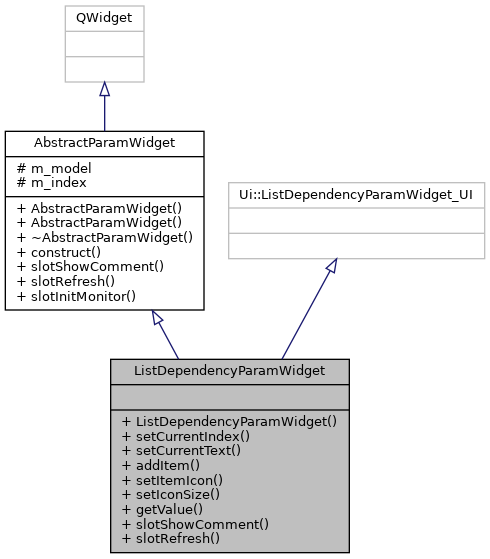 QWidget
AbstractParamWidget
# m_model
# m_index
+ AbstractParamWidget()
+ AbstractParamWidget()
+ ~AbstractParamWidget()
+ construct()
+ slotShowComment()
+ slotRefresh()
+ slotInitMonitor()
Ui::ListDependencyParamWidget_UI
ListDependencyParamWidget
+ ListDependencyParamWidget()
+ setCurrentIndex()
+ setCurrentText()
+ addItem()
+ setItemIcon()
+ setIconSize()
+ getValue()
+ slotShowComment()
+ slotRefresh()